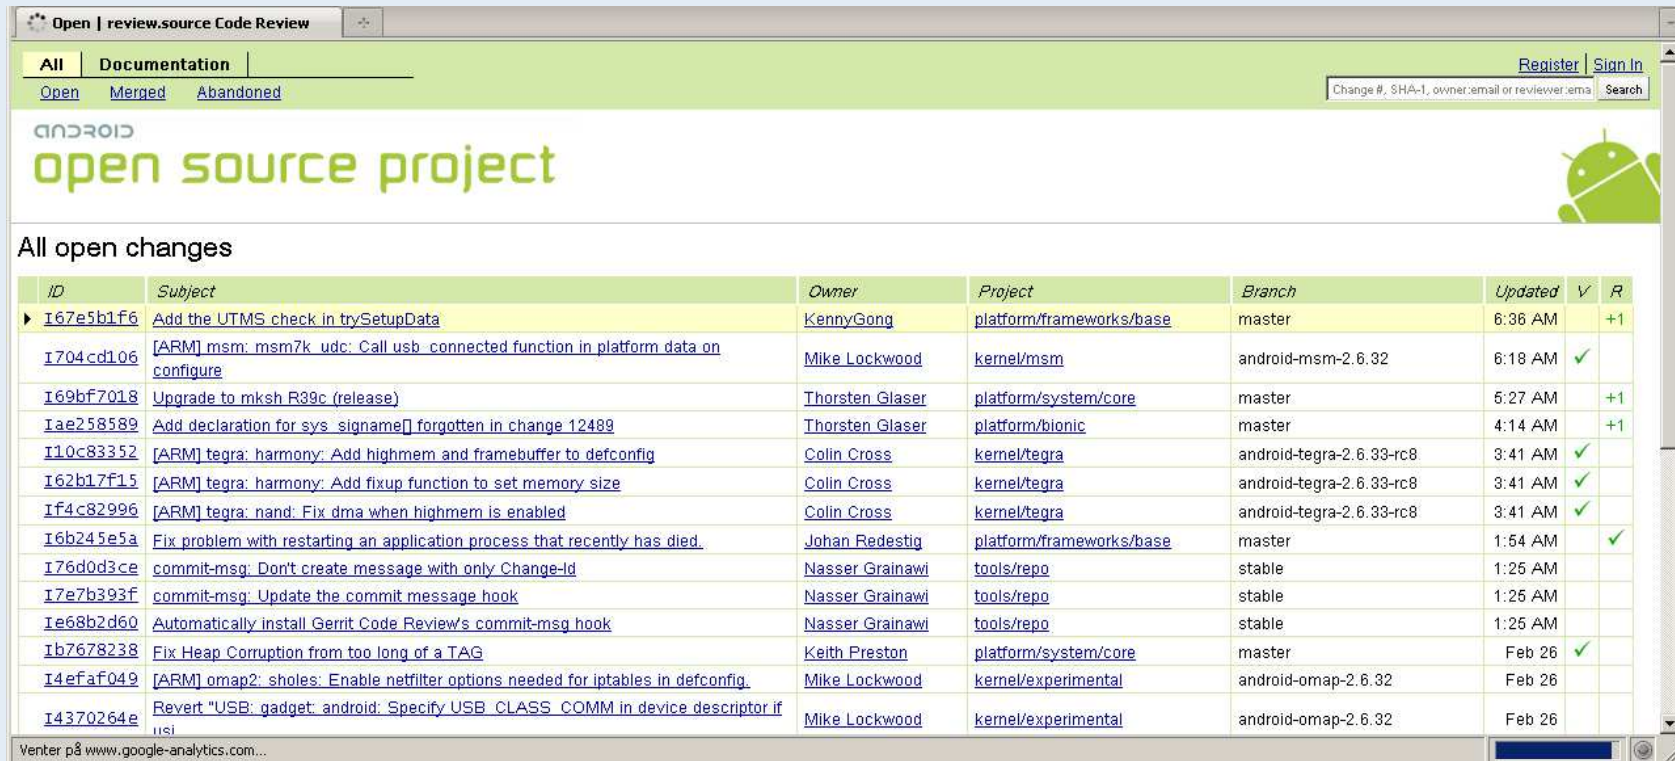 Open | review.source Code Review
All Documentation
Register | Sign In
Open Merged Abandoned
Change #, SHA-1, owner:email or reviewer:ema Search
android
open source project
All open changes
ID Subject Owner Project Branch Updated V R
I67e5b1f6 Add the UTMS check in trySetupData KennyGong platform/frameworks/base master 6:36 AM +1
I704cd106 [ARM] msm: msm7k_udc: Call usb_connected function in platform data on configure Mike Lockwood kernel/msm android-msm-2.6.32 6:18 AM ✓
I69bf7018 Upgrade to mksh R39c (release) Thorsten Glaser platform/system/core master 5:27 AM +1
Iae258589 Add declaration for sys_signame[] forgotten in change 12489 Thorsten Glaser platform/bionic master 4:14 AM +1
I10c83352 [ARM] tegra: harmony: Add highmem and framebuffer to defconfig Colin Cross kernel/tegra android-tegra-2.6.33-rc8 3:41 AM ✓
I62b17f15 [ARM] tegra: harmony: Add fixup function to set memory size Colin Cross kernel/tegra android-tegra-2.6.33-rc8 3:41 AM ✓
If4c82996 [ARM] tegra: nand: Fix dma when highmem is enabled Colin Cross kernel/tegra android-tegra-2.6.33-rc8 3:41 AM ✓
I6b245e5a Fix problem with restarting an application process that recently has died. Johan Redestig platform/frameworks/base master 1:54 AM ✓
I76d0d3ce commit-msg: Don't create message with only Change-Id Nasser Grainawi tools/repo stable 1:25 AM
I7e7b393f commit-msg: Update the commit message hook Nasser Grainawi tools/repo stable 1:25 AM
Ie68b2d60 Automatically install Gerrit Code Review's commit-msg hook Nasser Grainawi tools/repo stable 1:25 AM
Ib7678238 Fix Heap Corruption from too long of a TAG Keith Preston platform/system/core master Feb 26 ✓
I4efaf049 [ARM] omap2: sholes: Enable netfilter options needed for iptables in defconfig. Mike Lockwood kernel/experimental android-omap-2.6.32 Feb 26
I4370264e Revert "USB: gadget: android: Specify USB_CLASS_COMM in device descriptor if usi Mike Lockwood kernel/experimental android-omap-2.6.32 Feb 26
Venter på www.google-analytics.com...